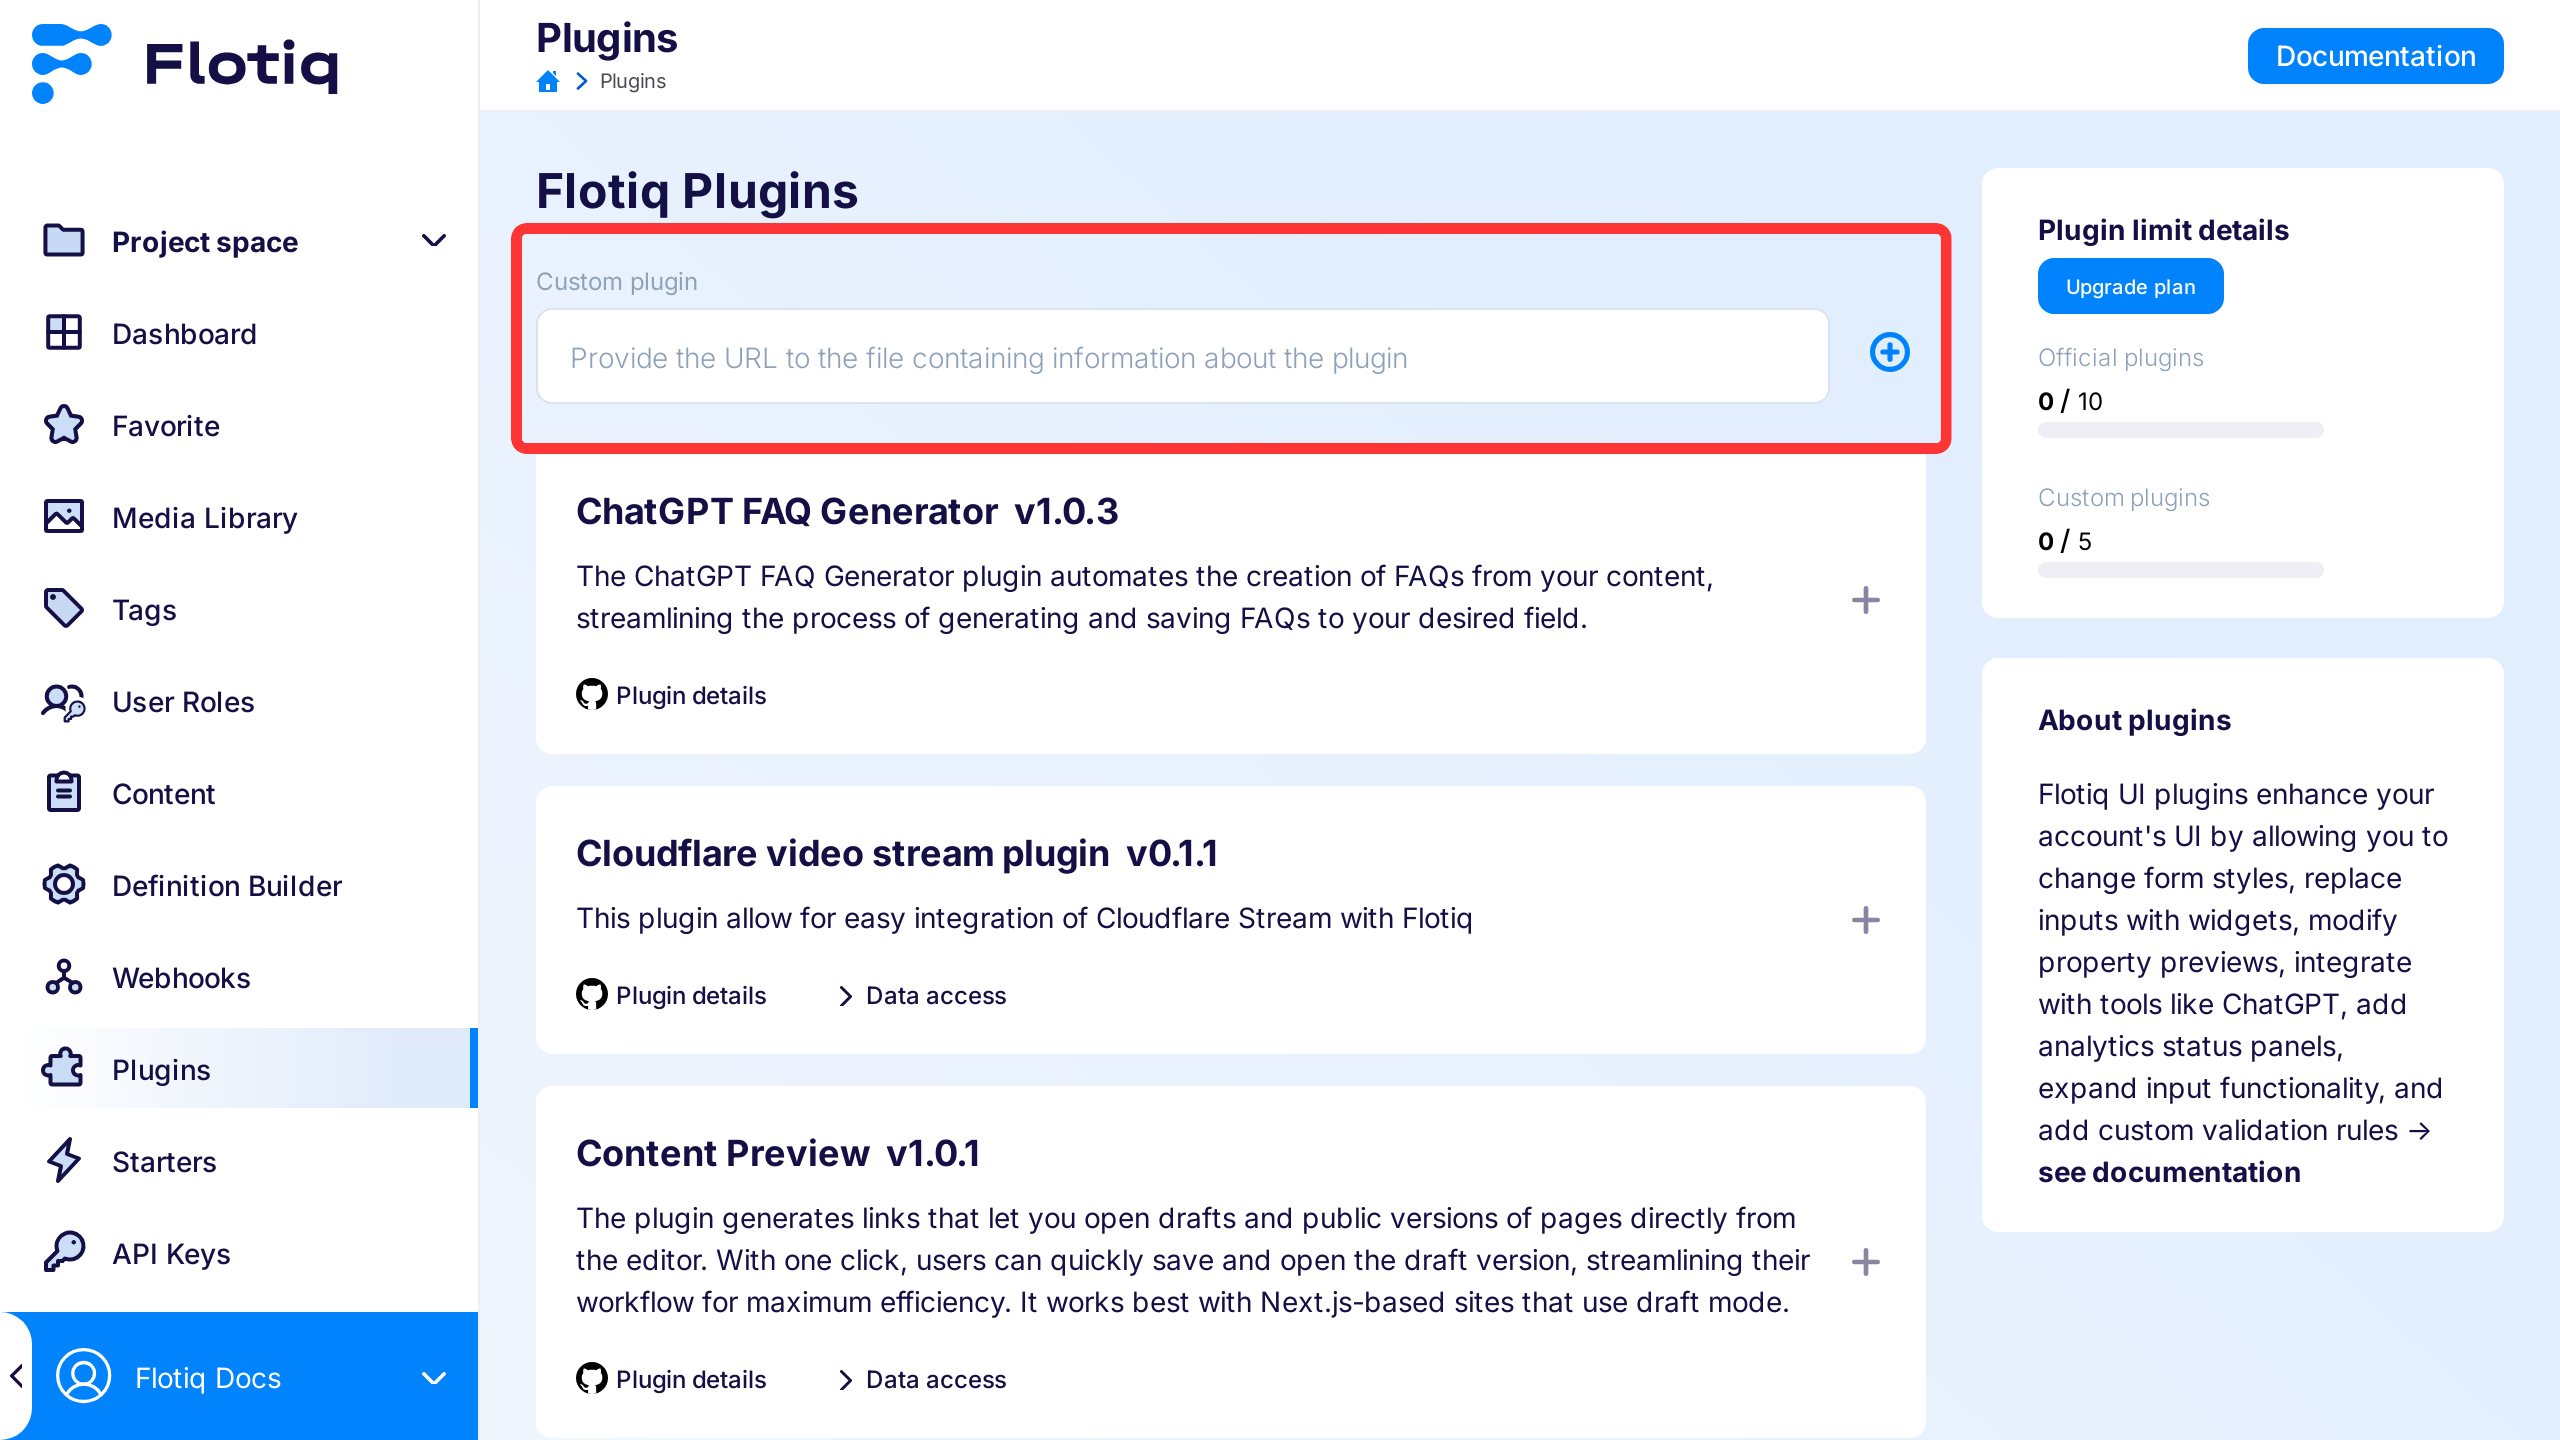 Flotiq
Project space
Dashboard
Favorite
Media Library
Tags
User Roles
Content
Definition Builder
Webhooks
Plugins
Starters
API Keys
Flotiq Docs
Plugins
Plugins
Documentation
Flotiq Plugins
Custom plugin
Provide the URL to the file containing information about the plugin
ChatGPT FAQ Generator v1.0.3
The ChatGPT FAQ Generator plugin automates the creation of FAQs from your content,
streamlining the process of generating and saving FAQs to your desired field.
Plugin details
Cloudflare video stream plugin v0.1.1
This plugin allow for easy integration of Cloudflare Stream with Flotiq
Plugin details
Data access
Content Preview v1.0.1
The plugin generates links that let you open drafts and public versions of pages directly from
the editor. With one click, users can quickly save and open the draft version, streamlining their
workflow for maximum efficiency. It works best with Next.js-based sites that use draft mode.
Plugin details
Data access
Plugin limit details
Upgrade plan
Official plugins
0 / 10
Custom plugins
0 / 5
About plugins
Flotiq UI plugins enhance your
account's UI by allowing you to
change form styles, replace
inputs with widgets, modify
property previews, integrate
with tools like ChatGPT, add
analytics status panels,
expand input functionality, and
add custom validation rules →
see documentation